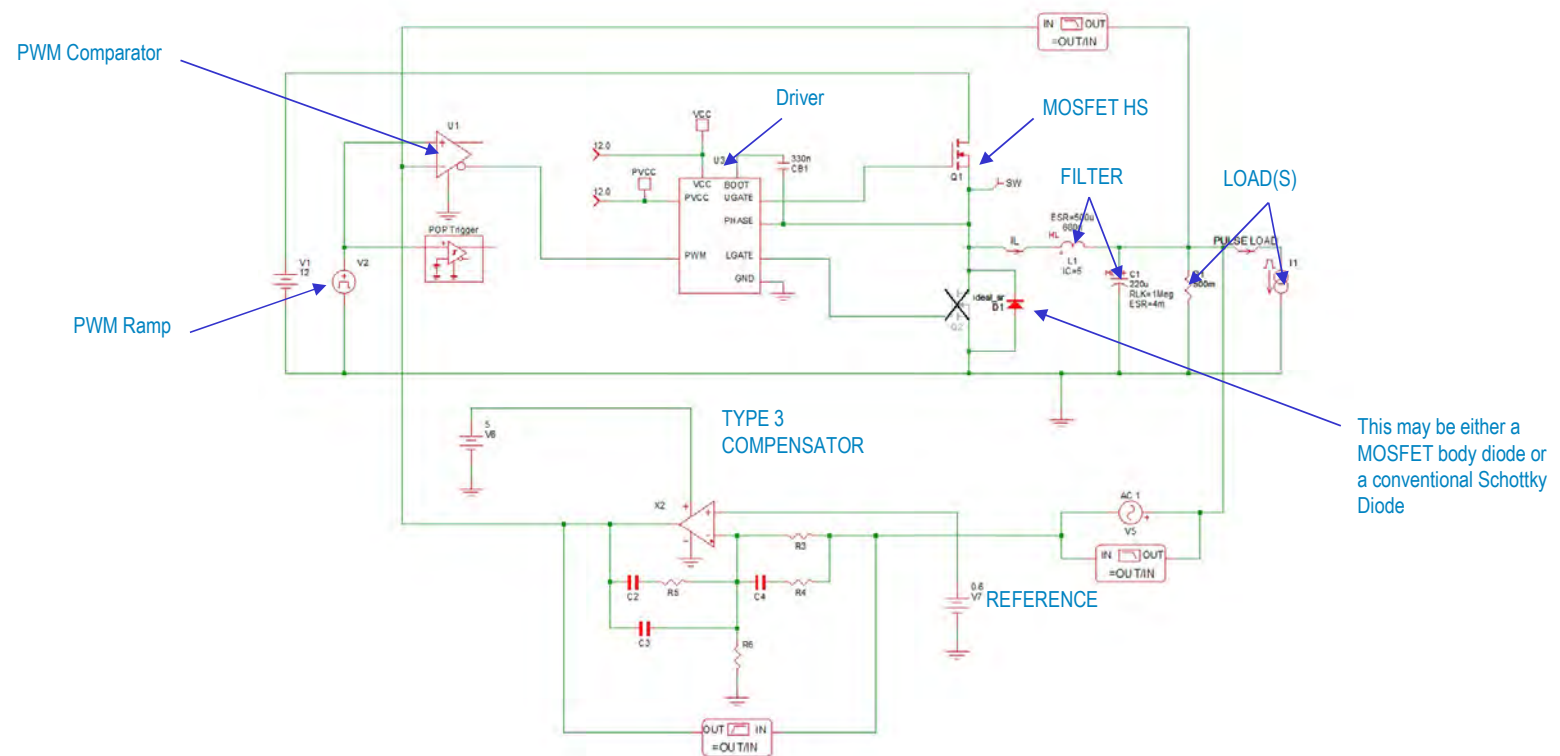 IN OUT
=OUT/IN
PWM Comparator
Driver
MOSFET HS
U1
VCC
12.0
U3
330n
CB1
Q1
SW
FILTER
LOAD(S)
PVCC
12.0
VCC BOOT
PVCC UGATE
PHASE
PWM LGATE
GND
POP Trigger
V1
12
V2
PWM Ramp
ESR=500u
IL
L1
IC=5
PULSE LOAD
I1
C1
220u
RLK=1Meg
ESR=4m
500m
ideal_sr
D1
Q2
TYPE 3
COMPENSATOR
5
V6
This may be either a
MOSFET body diode or
a conventional Schottky
Diode
X2
R3
AC 1
V5
IN OUT
=OUT/IN
C2
R5
C4
R4
0.6
V7
REFERENCE
C3
R6
OUT IN
=OUT/IN